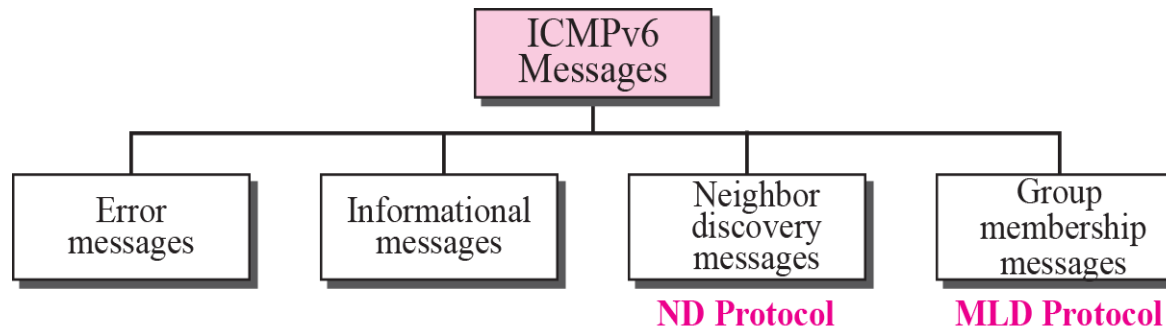 ICMPv6
Messages
Error
messages
Informational
messages
Neighbor
discovery
messages
Group
membership
messages
ND Protocol
MLD Protocol